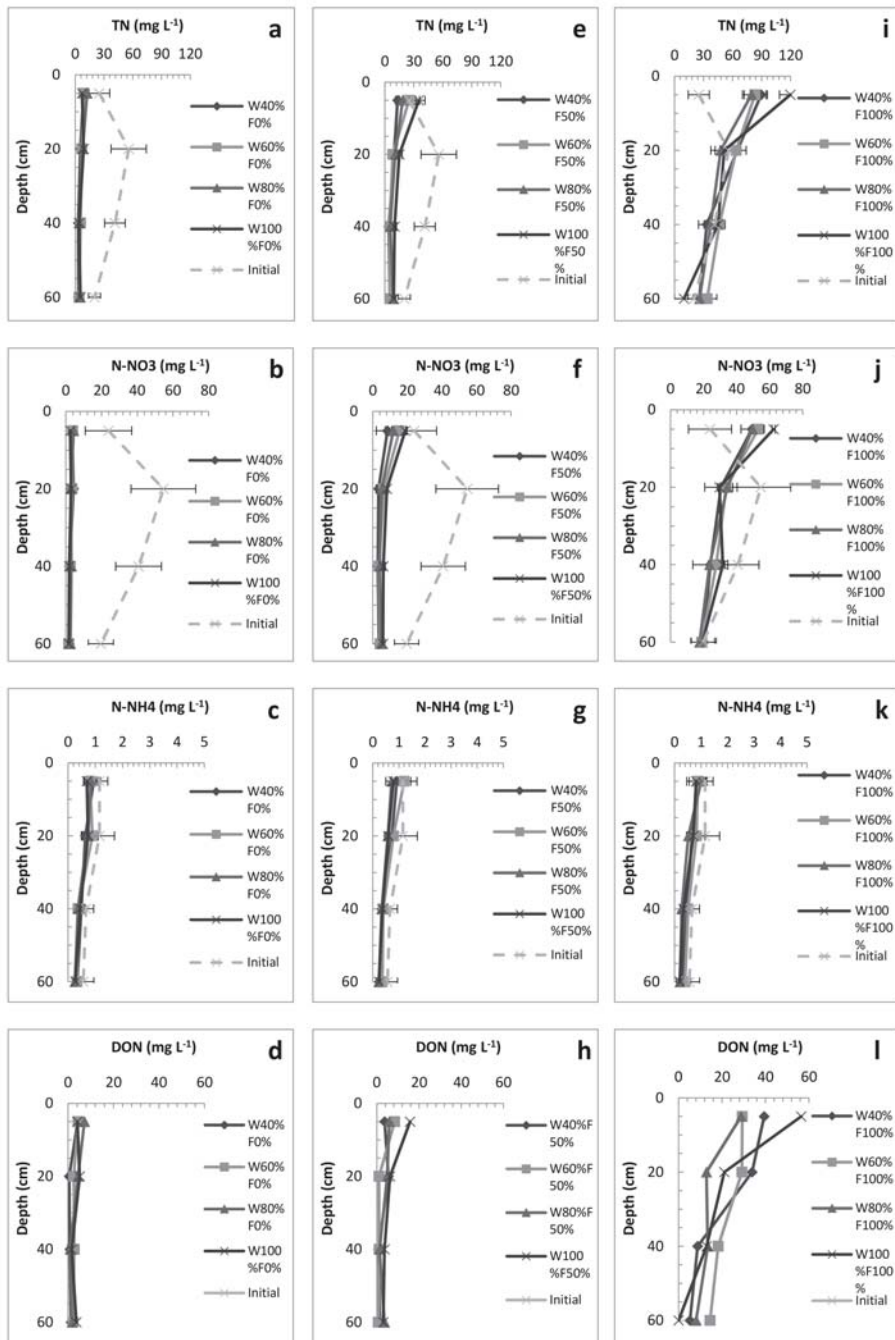 TN (mg L-1)
a
0 30 60 90 120
0
20
40
60
Depth (cm)
W40%
F0%
W60%
F0%
W80%
F0%
W100
%F0%
Initial
TN (mg L-1)
e
0 30 60 90 120
0
20
40
60
Depth (cm)
W40%
F50%
W60%
F50%
W80%
F50%
W100
%F50
%
Initial
TN (mg L-1)
i
0 30 60 90 120
0
20
40
60
Depth (cm)
W40%
F100%
W60%
F100%
W80%
F100%
W100
%F100
%
Initial
N-NO3 (mg L-1)
b
0 20 40 60 80
0
20
40
60
Depth (cm)
W40%
F0%
W60%
F0%
W80%
F0%
W100
%F0%
Initial
N-NO3 (mg L-1)
f
0 20 40 60 80
0
20
40
60
Depth (cm)
W40%
F50%
W60%
F50%
W80%
F50%
W100
%F50%
Initial
N-NO3 (mg L-1)
j
0 20 40 60 80
0
20
40
60
Depth (cm)
W40%
F100%
W60%
F100%
W80%
F100%
W100
%F100
%
Initial
N-NH4 (mg L-1)
c
0 1 2 3 4 5
0
20
40
60
Depth (cm)
W40%
F0%
W60%
F0%
W80%
F0%
W100
%F0%
Initial
N-NH4 (mg L-1)
g
0 1 2 3 4 5
0
20
40
60
Depth (cm)
W40%
F50%
W60%
F50%
W80%
F50%
W100
%F50%
Initial
N-NH4 (mg L-1)
k
0 1 2 3 4 5
0
20
40
60
Depth (cm)
W40%
F100%
W60%
F100%
W80%
F100%
W100
%F100
%
Initial
DON (mg L-1)
d
0 20 40 60
0
20
40
60
Depth (cm)
W40%
F0%
W60%
F0%
W80%
F0%
W100
%F0%
Initial
DON (mg L-1)
h
0 20 40 60
0
20
40
60
Depth (cm)
W40%F
50%
W60%F
50%
W80%F
50%
W100
%F50%
Initial
DON (mg L-1)
l
0 20 40 60
0
20
40
60
Depth (cm)
W40%
F100%
W60%
F100%
W80%
F100%
W100
%F100
%
Initial